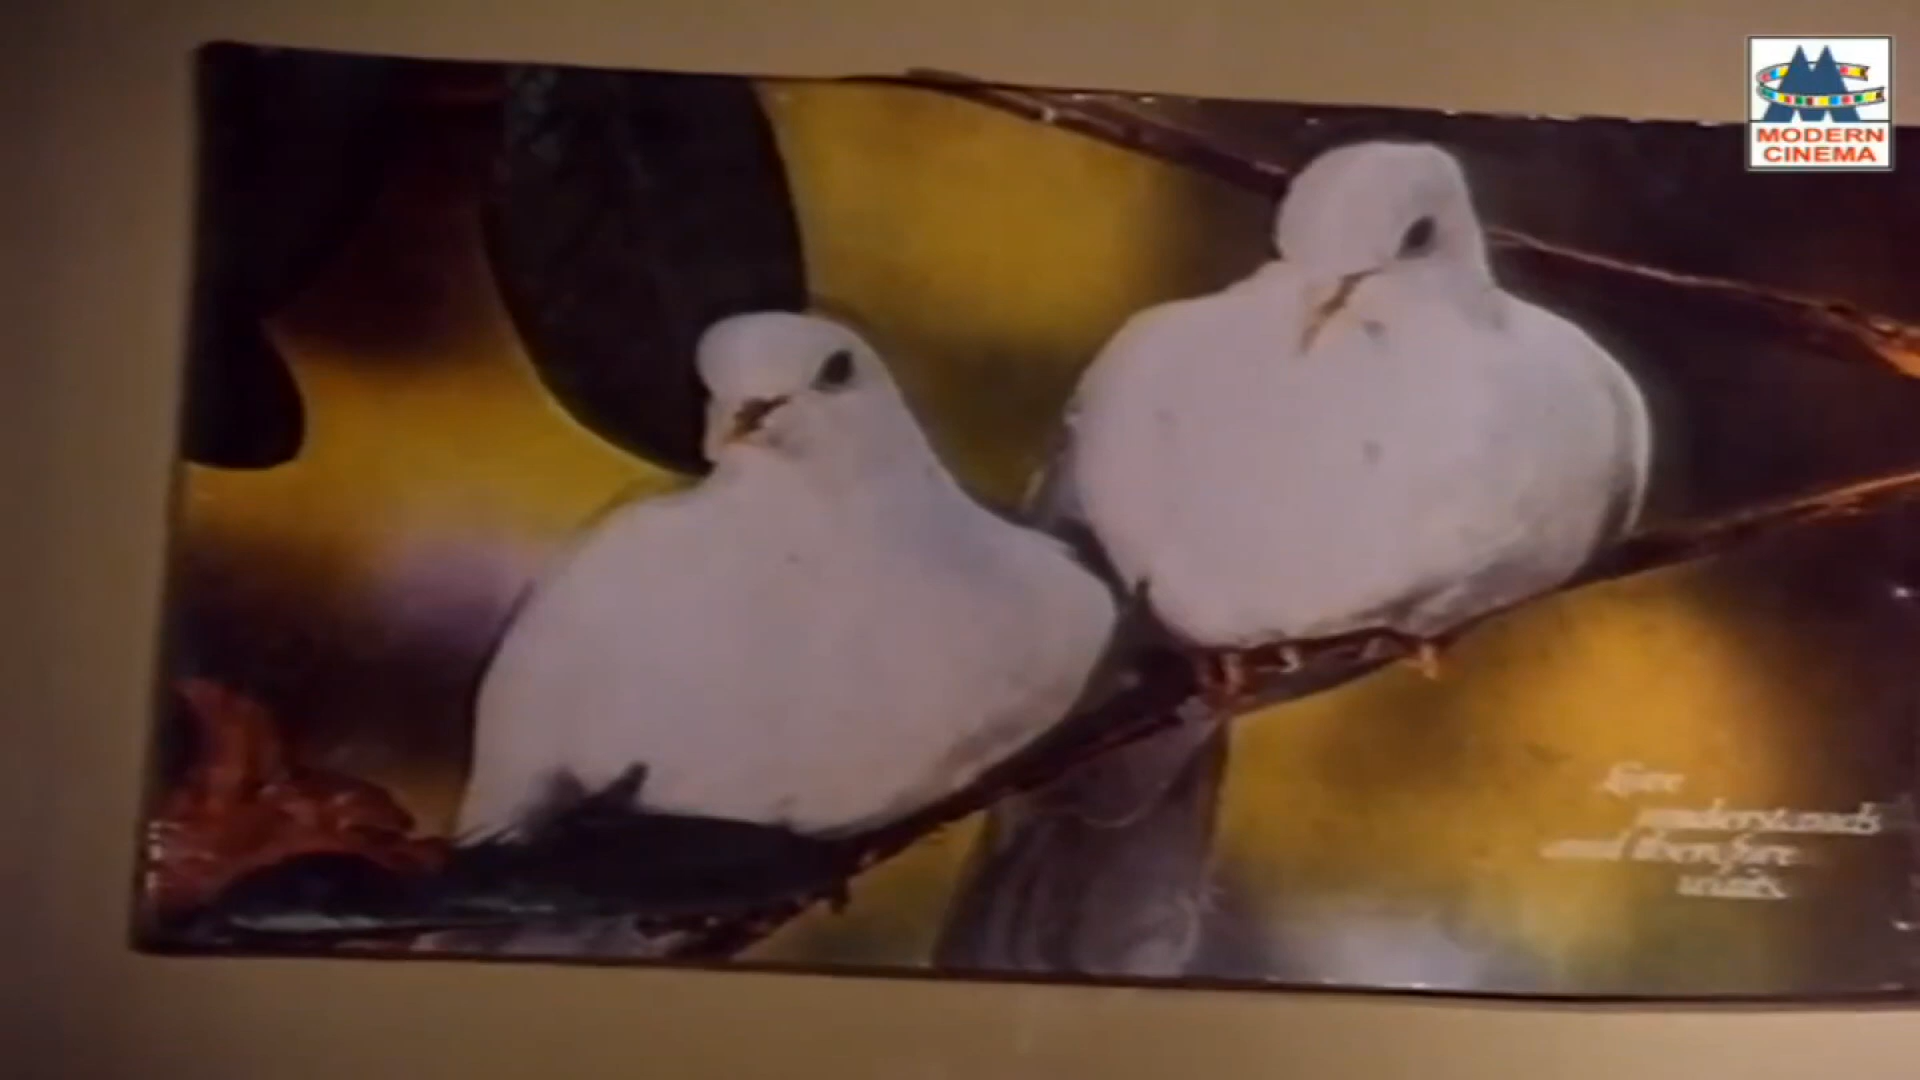 MODERN
CINEMA
Love
understands
and therefore
waits